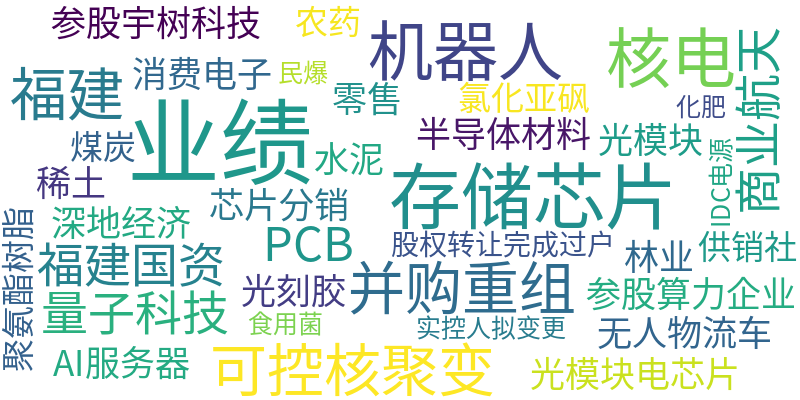 参股宇树科技
农药
机器人
核电
商业航天
福建
消费电子
民爆
业绩
零售
氯化亚砜
化肥
煤炭
半导体材料
光模块
IDC电源
水泥
稀土
存储芯片
芯片分销
深地经济
聚氨酯树脂
PCB
股权转让完成过户
林业
供销社
福建国资
并购重组
光刻胶
参股算力企业
量子科技
食用菌
实控人拟变更
无人物流车
AI服务器
可控核聚变
光模块电芯片